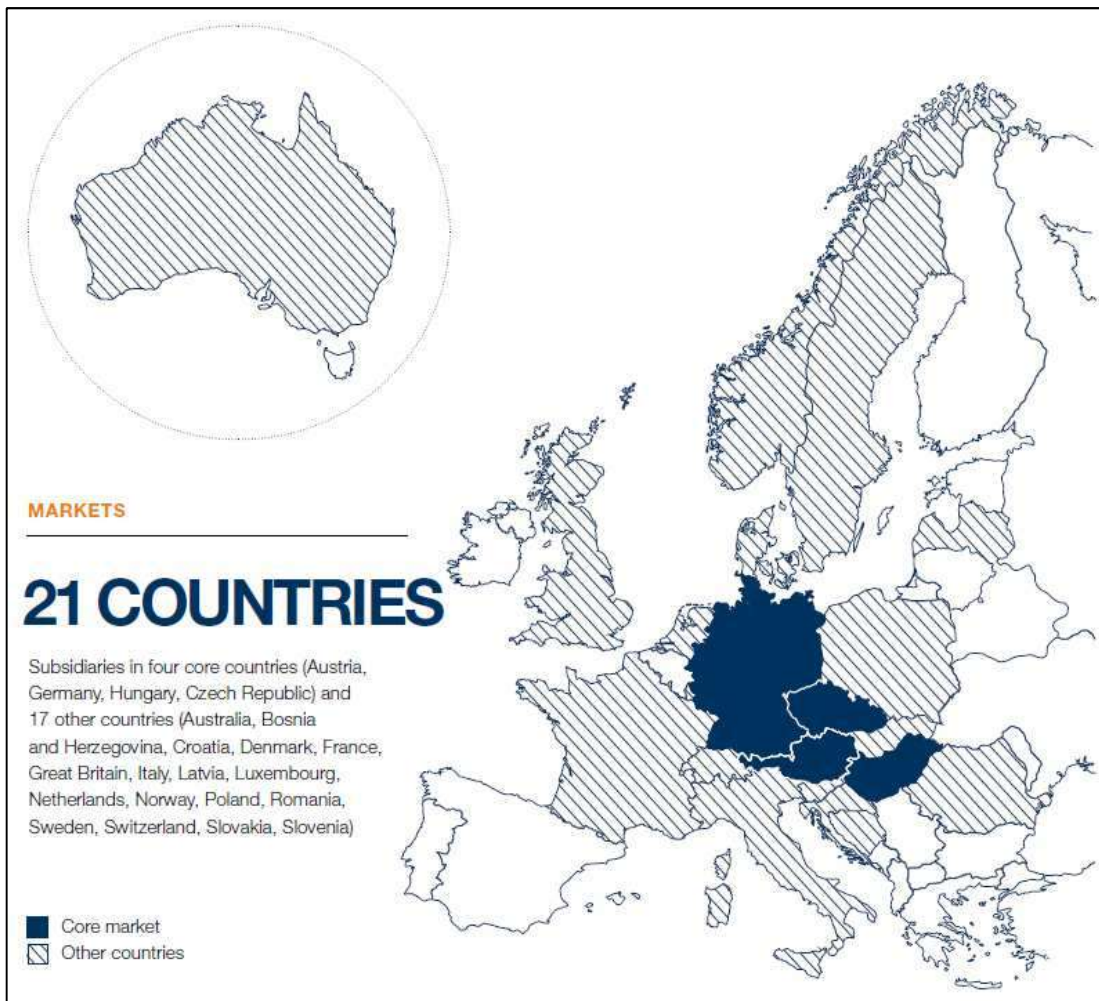 MARKETS
21 COUNTRIES
Subsidiaries in four core countries (Austria,
Germany, Hungary, Czech Republic) and
17 other countries (Australia, Bosnia
and Herzegovina, Croatia, Denmark, France,
Great Britain, Italy, Latvia, Luxembourg,
Netherlands, Norway, Poland, Romania,
Sweden, Switzerland, Slovakia, Slovenia)
Core market
Other countries